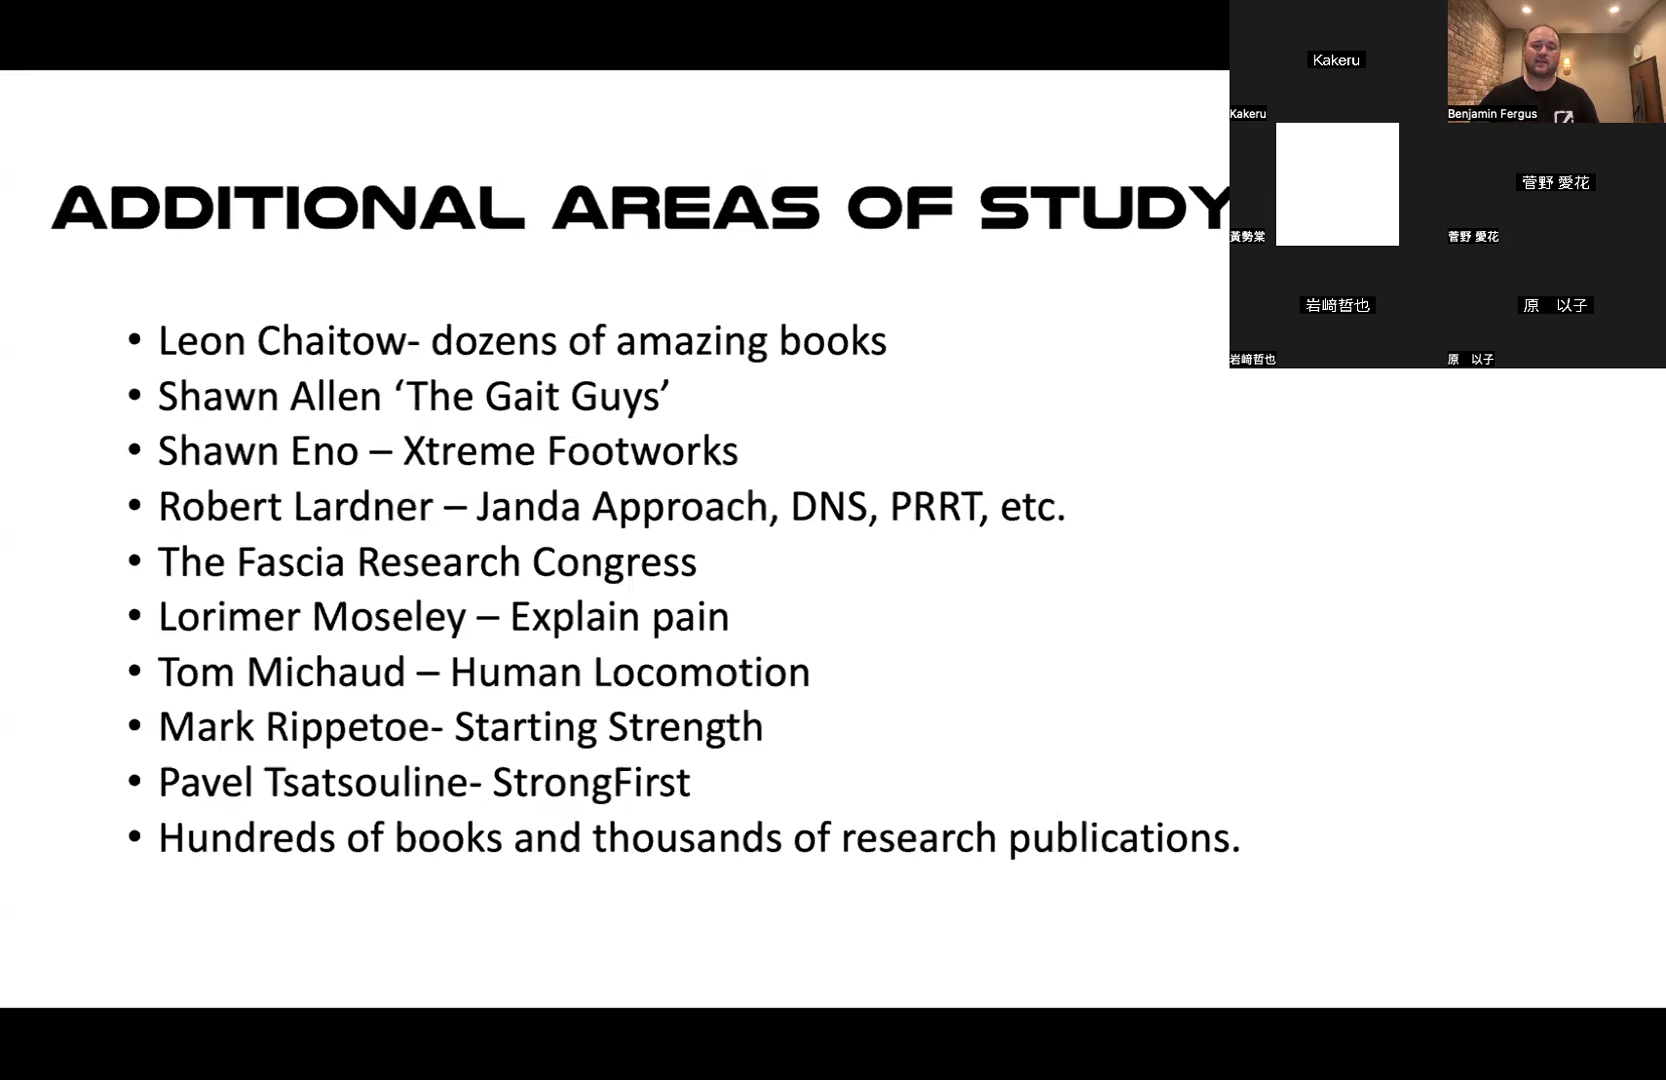 ADDITIONAL AREAS OF STUDY
• Leon Chaitow- dozens of amazing books
• Shawn Allen ‘The Gait Guys’
• Shawn Eno – Xtreme Footworks
• Robert Lardner – Janda Approach, DNS, PRRT, etc.
• The Fascia Research Congress
• Lorimer Moseley – Explain pain
• Tom Michaud – Human Locomotion
• Mark Rippetoe- Starting Strength
• Pavel Tsatsouline- StrongFirst
• Hundreds of books and thousands of research publications.
Kakeru
Kakeru
Benjamin Fergus
黃勢棠
菅野 愛花
菅野 愛花
岩﨑哲也
岩﨑哲也
原　以子
原　以子